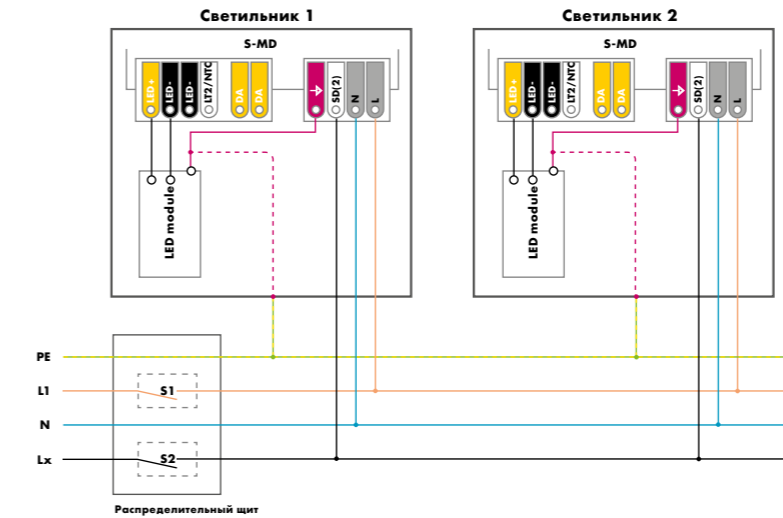 Светильник 1
Светильник 2
S-MD
S-MD
LED+
LED-
LED-
LT2/NTC
DA
DA
SD(2)
N
L
LED+
LED-
LED-
LT2/NTC
DA
DA
SD(2)
N
L
LED module
LED module
PE
L1
S1
N
Lx
S2
Распределительный щит